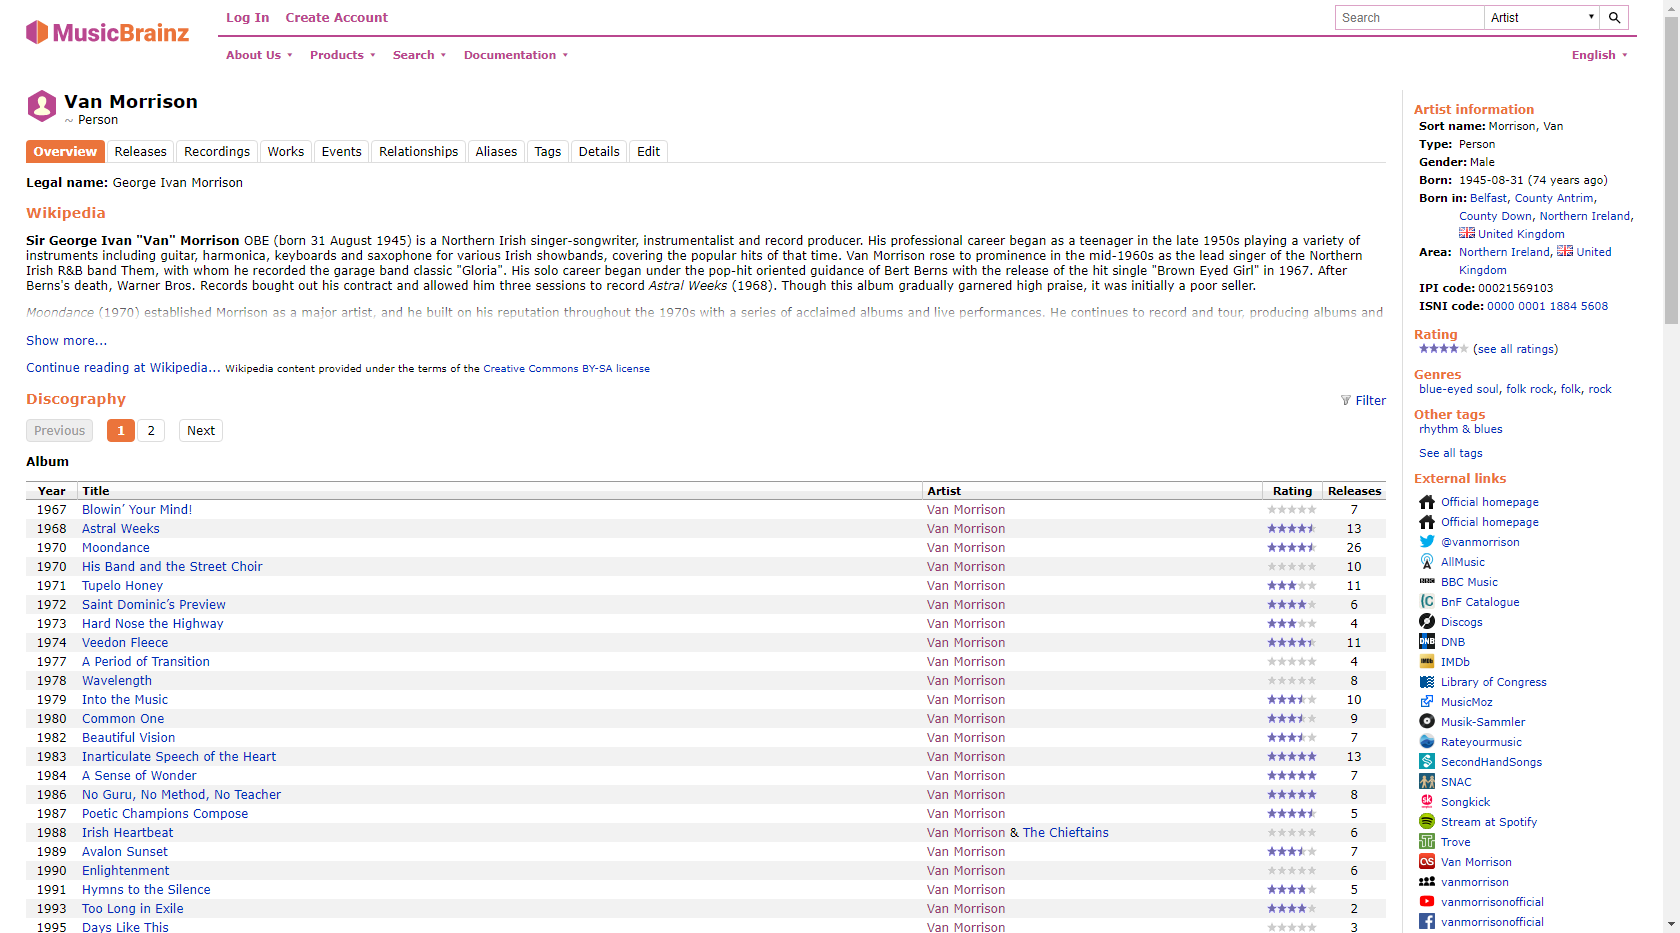 MusicBrainz
Log In Create Account
Search Artist
About Us Products Search Documentation
English
Van Morrison
~ Person
Overview Releases Recordings Works Events Relationships Aliases Tags Details Edit
Legal name: George Ivan Morrison
Wikipedia
Sir George Ivan "Van" Morrison OBE (born 31 August 1945) is a Northern Irish singer-songwriter, instrumentalist and record producer. His professional career began as a teenager in the late 1950s playing a variety of
instruments including guitar, harmonica, keyboards and saxophone for various Irish showbands, covering the popular hits of that time. Van Morrison rose to prominence in the mid-1960s as the lead singer of the Northern
Irish R&B band Them, with whom he recorded the garage band classic "Gloria". His solo career began under the pop-hit oriented guidance of Bert Berns with the release of the hit single "Brown Eyed Girl" in 1967. After
Berns's death, Warner Bros. Records bought out his contract and allowed him three sessions to record Astral Weeks (1968). Though this album gradually garnered high praise, it was initially a poor seller.
Moondance (1970) established Morrison as a major artist, and he built on his reputation throughout the 1970s with a series of acclaimed albums and live performances. He continues to record and tour, producing albums and
Show more...
Continue reading at Wikipedia... Wikipedia content provided under the terms of the Creative Commons BY-SA license
Discography
Filter
Previous 1 2 Next
Album
Year Title Artist Rating Releases
1967 Blowin’ Your Mind! Van Morrison 7
1968 Astral Weeks Van Morrison 13
1970 Moondance Van Morrison 26
1970 His Band and the Street Choir Van Morrison 10
1971 Tupelo Honey Van Morrison 11
1972 Saint Dominic’s Preview Van Morrison 6
1973 Hard Nose the Highway Van Morrison 4
1974 Veedon Fleece Van Morrison 11
1977 A Period of Transition Van Morrison 4
1978 Wavelength Van Morrison 8
1979 Into the Music Van Morrison 10
1980 Common One Van Morrison 9
1982 Beautiful Vision Van Morrison 7
1983 Inarticulate Speech of the Heart Van Morrison 13
1984 A Sense of Wonder Van Morrison 7
1986 No Guru, No Method, No Teacher Van Morrison 8
1987 Poetic Champions Compose Van Morrison 5
1988 Irish Heartbeat Van Morrison & The Chieftains 6
1989 Avalon Sunset Van Morrison 7
1990 Enlightenment Van Morrison 6
1991 Hymns to the Silence Van Morrison 5
1993 Too Long in Exile Van Morrison 2
1995 Days Like This Van Morrison 3
Artist information
Sort name: Morrison, Van
Type: Person
Gender: Male
Born: 1945-08-31 (74 years ago)
Born in: Belfast, County Antrim,
County Down, Northern Ireland,
United Kingdom
Area: Northern Ireland, United
Kingdom
IPI code: 00021569103
ISNI code: 0000 0001 1884 5608
Rating
(see all ratings)
Genres
blue-eyed soul, folk rock, folk, rock
Other tags
rhythm & blues
See all tags
External links
Official homepage
Official homepage
@vanmorrison
AllMusic
BBC Music
BnF Catalogue
Discogs
DNB
IMDb
Library of Congress
MusicMoz
Musik-Sammler
Rateyourmusic
SecondHandSongs
SNAC
Songkick
Stream at Spotify
Trove
Van Morrison
vanmorrison
vanmorrisonofficial
vanmorrisonofficial